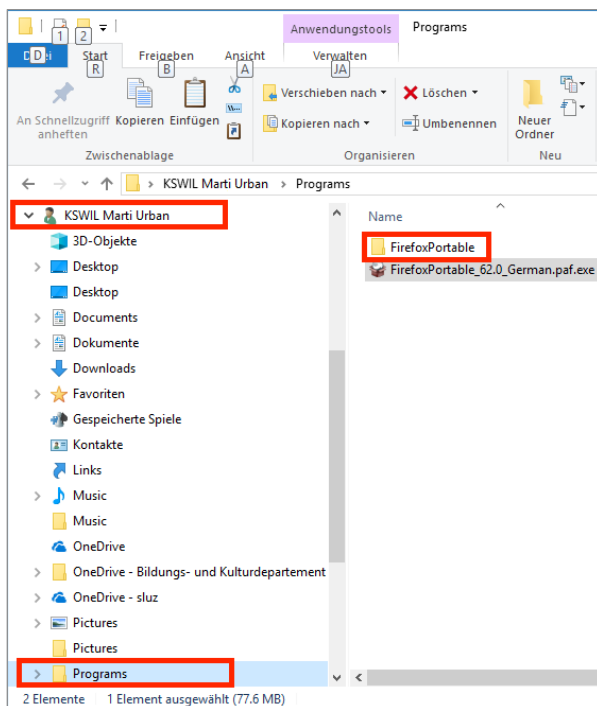 1 2
Anwendungstools Programs
D Start Freigeben Ansicht Verwalten
R B A JA
An Schnellzugriff anheften
Kopieren
Einfügen
Verschieben nach
Kopieren nach
Löschen
Umbenennen
Neuer Ordner
Zwischenablage Organisieren Neu
KSWIL Marti Urban > Programs
KSWIL Marti Urban
3D-Objekte
Desktop
Desktop
Documents
Dokumente
Downloads
Favoriten
Gespeicherte Spiele
Kontakte
Links
Music
Music
OneDrive
OneDrive - Bildungs- und Kulturdepartement
OneDrive - sluz
Pictures
Pictures
Programs
Name
FirefoxPortable
FirefoxPortable_62.0_German.paf.exe
2 Elemente 1 Element ausgewählt (77.6 MB)